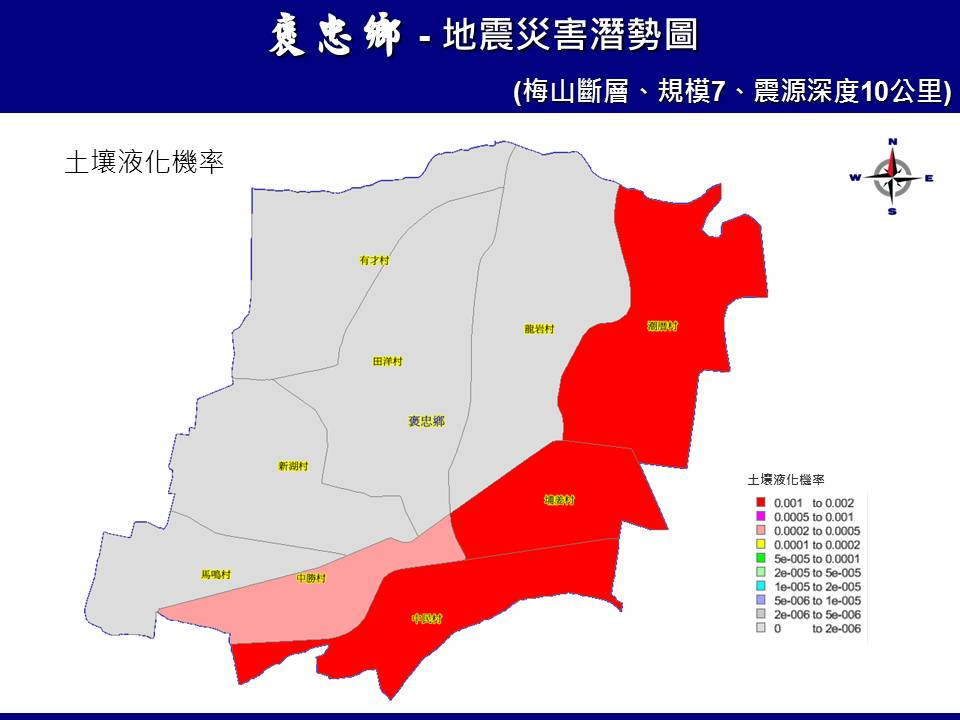 褒忠鄉 - 地震災害潛勢圖
(梅山斷層、規模7、震源深度10公里)
土壤液化機率
N
W E
S
有才村
龍岩村
潮厝村
田洋村
褒忠鄉
新湖村
埔姜村
馬鳴村
中勝村
中民村
土壤液化機率
0.001 to 0.002
0.0005 to 0.001
0.0002 to 0.0005
0.0001 to 0.0002
5e-005 to 0.0001
2e-005 to 5e-005
1e-005 to 2e-005
5e-006 to 1e-005
2e-006 to 5e-006
0 to 2e-006